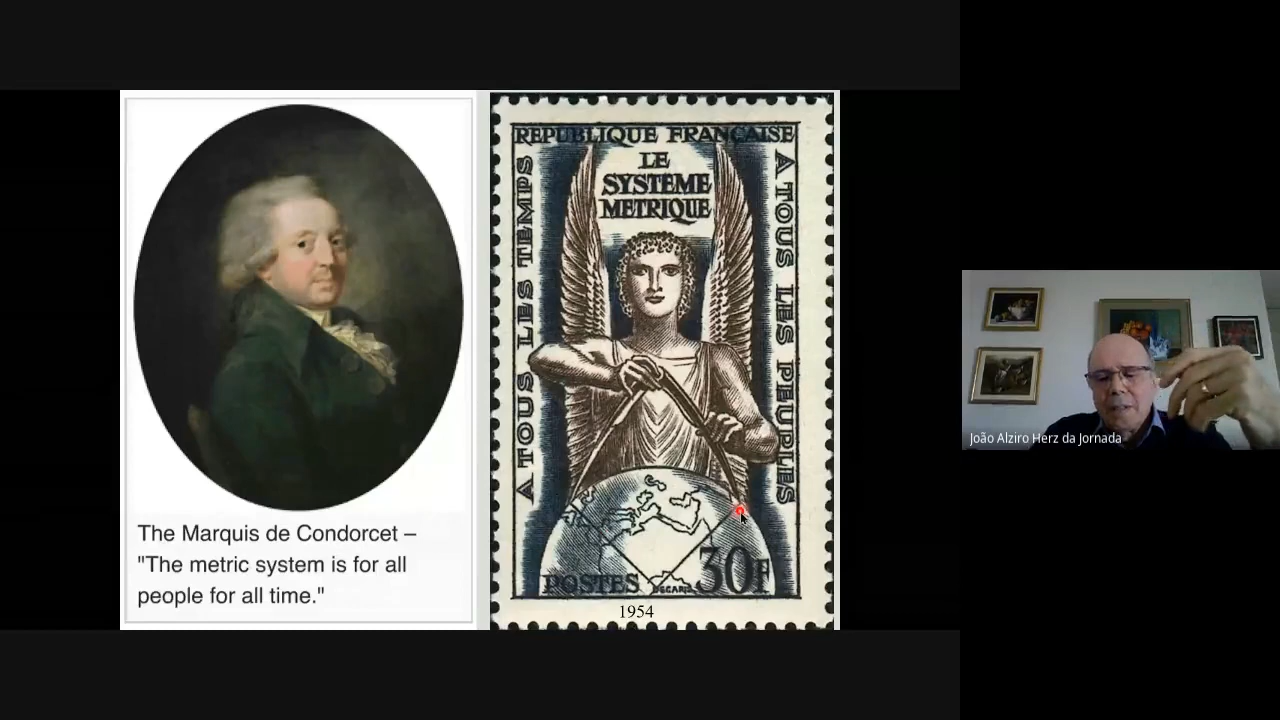 The Marquis de Condorcet –
"The metric system is for all
people for all time."
REPUBLIQUE FRANÇAISE
LE
SYSTEME
METRIQUE
A TOUS LES TEMPS
A TOUS LES PEUPLES
POSTES
DECARIS
30F
1954
João Alziro Herz da Jornada